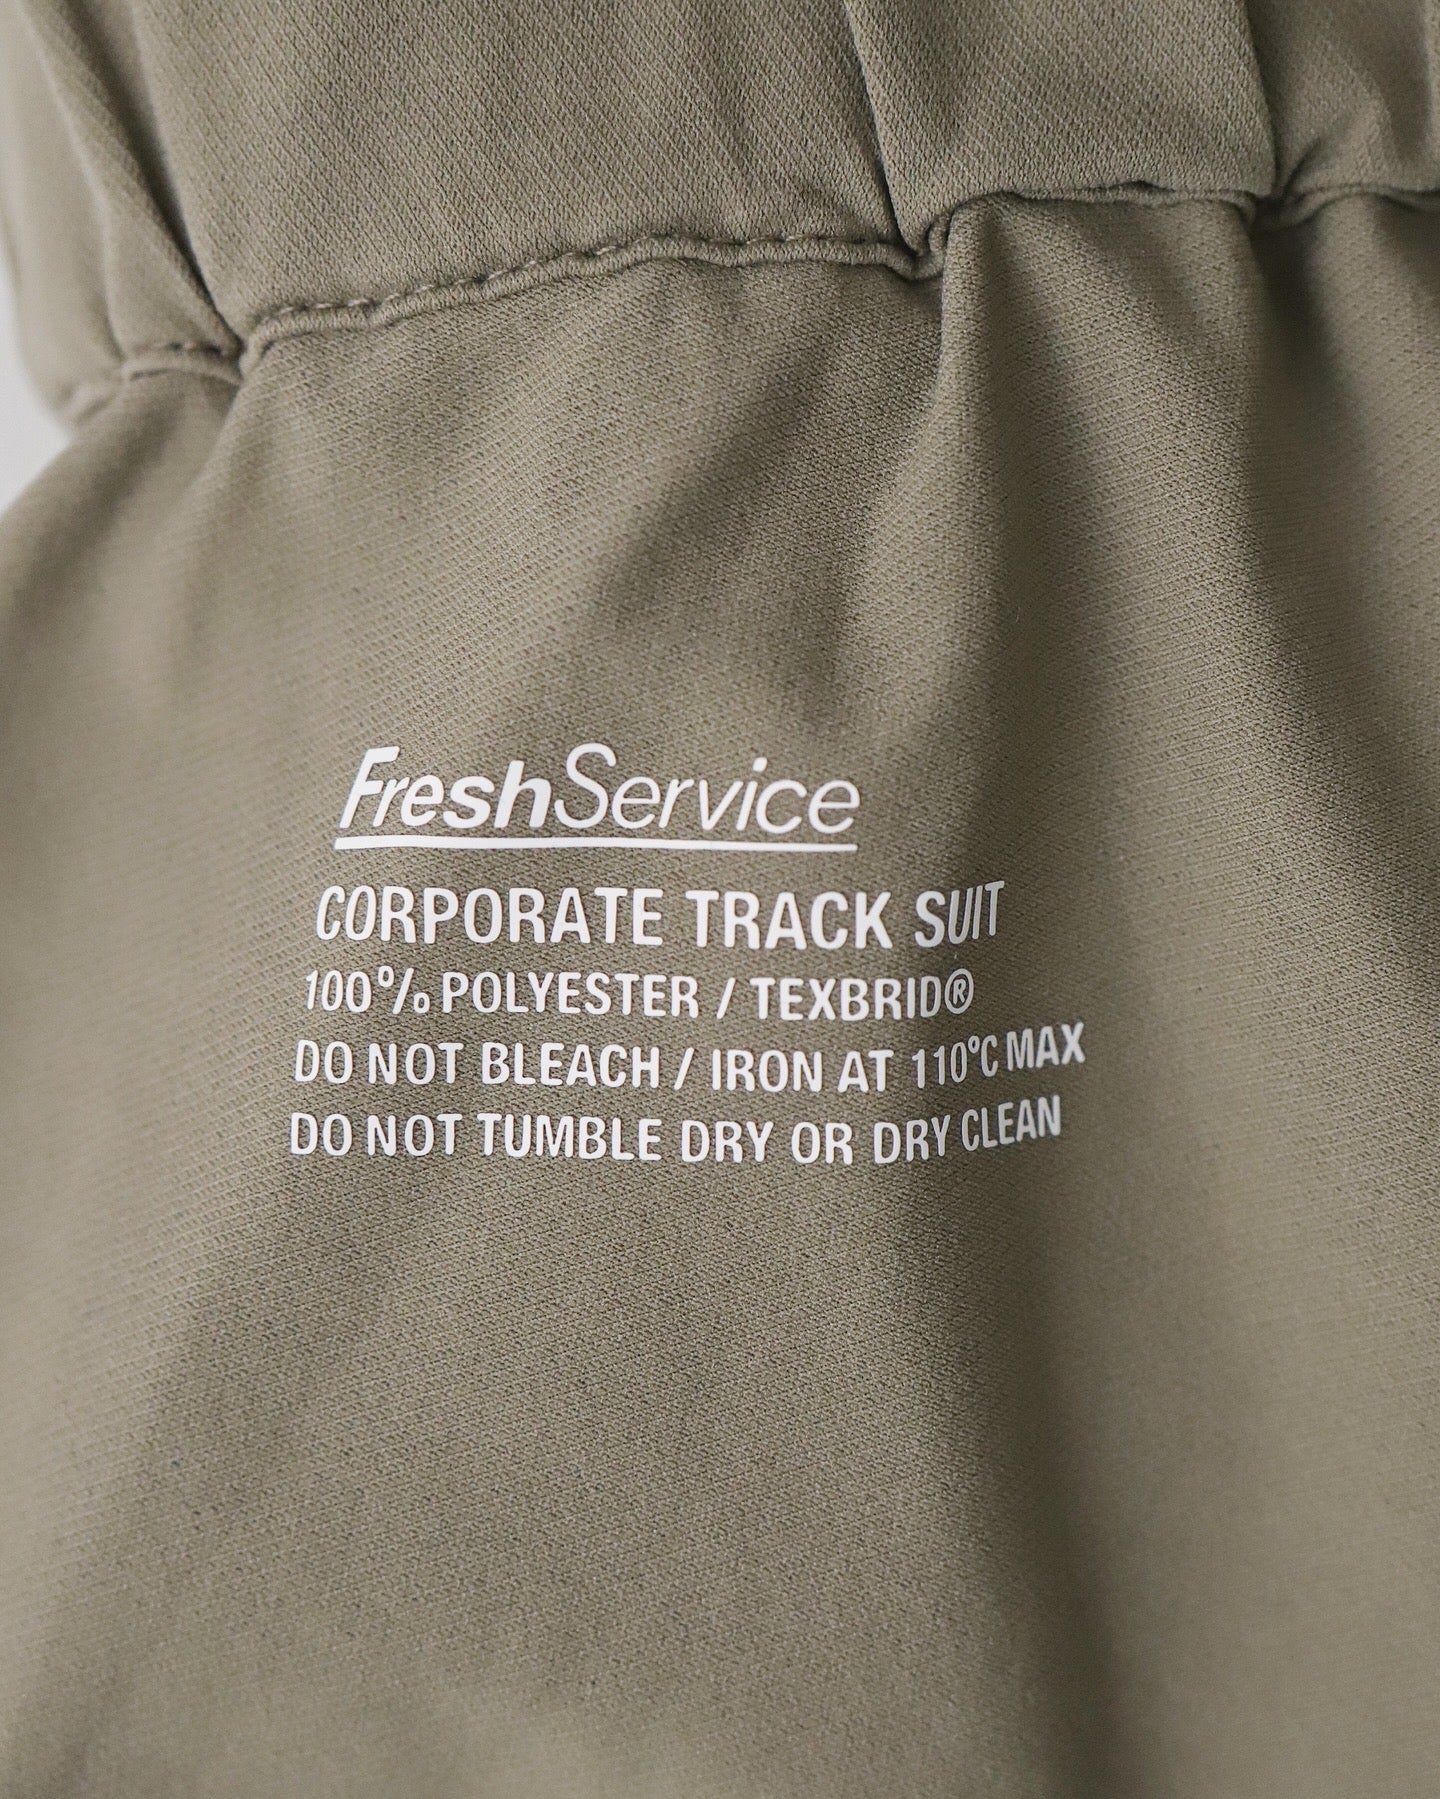 FreshService
CORPORATE TRACK SUIT
100% POLYESTER / TEXBRID®
DO NOT BLEACH / IRON AT 110°C MAX
DO NOT TUMBLE DRY OR DRY CLEAN